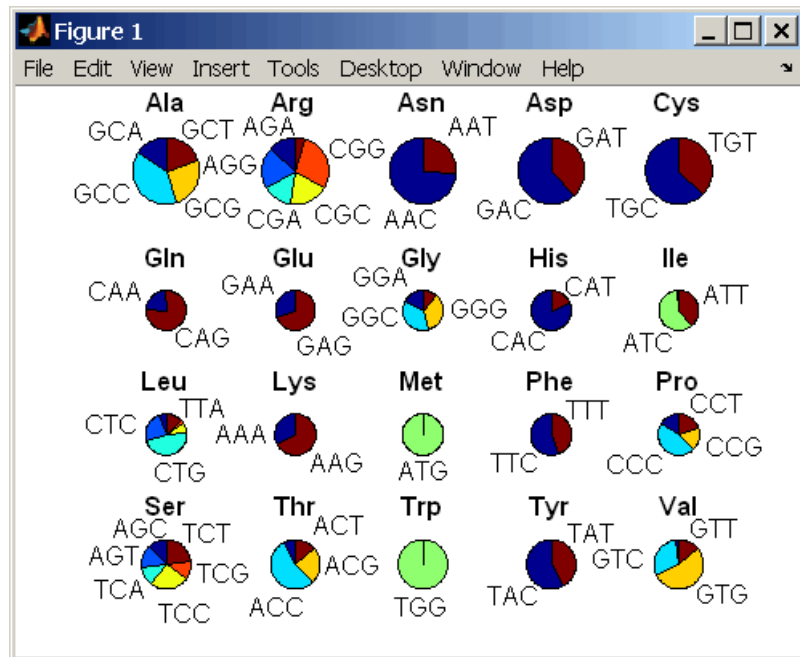 Figure 1
File Edit View Insert Tools Desktop Window Help
Ala Arg Asn Asp Cys
GCA GCT AGA AAT
CGG GAT TGT
AGG
GCC GCG CGA CGC AAC GAC TGC
Gln Glu Gly His Ile
GGA
CAA GAA CAT ATT
GGC GGG
CAG GAG CAC ATC
Leu Lys Met Phe Pro
TTA TTT CCT
CTC AAA
CCG
CTG AAG ATG TTC CCC
Ser Thr Trp Tyr Val
AGC TCT ACT TAT GTT
AGT TCG ACG GTC
TCA TAC GTG
TCC ACC TGG